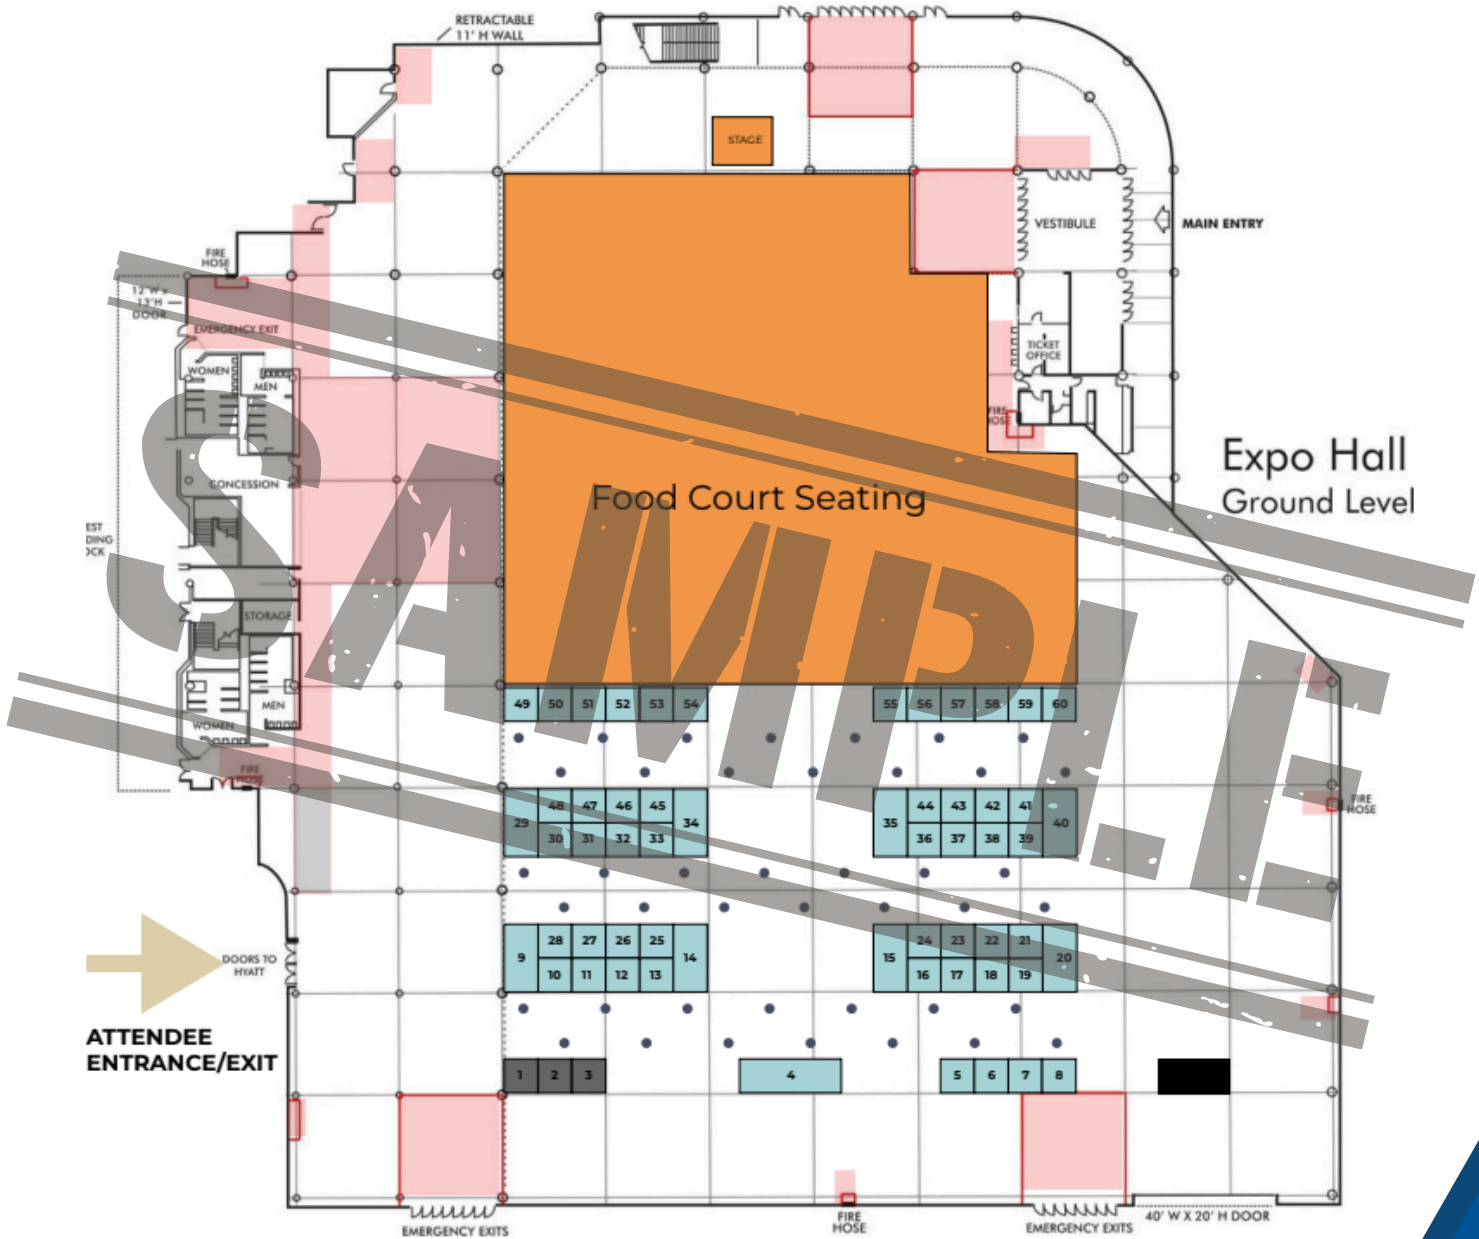 RETRACTABLE
11' H WALL
STAGE
VESTIBULE
MAIN ENTRY
FIRE
HOSE
12'W x
13'H
DOOR
EMERGENCY EXIT
WOMEN
MEN
TICKET
OFFICE
FIRE
HOSE
Expo Hall
Ground Level
CONCESSION
Food Court Seating
SAMPLE
EST
DING
OCK
STORAGE
MEN
WOMEN
FIRE
HOSE
49 50 51 52 53 54 55 56 57 58 59 60
48 47 46 45 44 43 42 41
29 34 35 40
30 31 32 33 36 37 38 39
FIRE
HOSE
28 27 26 25 24 23 22 21
9 14 15 20
10 11 12 13 16 17 18 19
DOORS TO
HYATT
ATTENDEE
ENTRANCE/EXIT
1 2 3 4 5 6 7 8
EMERGENCY EXITS
FIRE
HOSE
EMERGENCY EXITS
40' W X 20' H DOOR